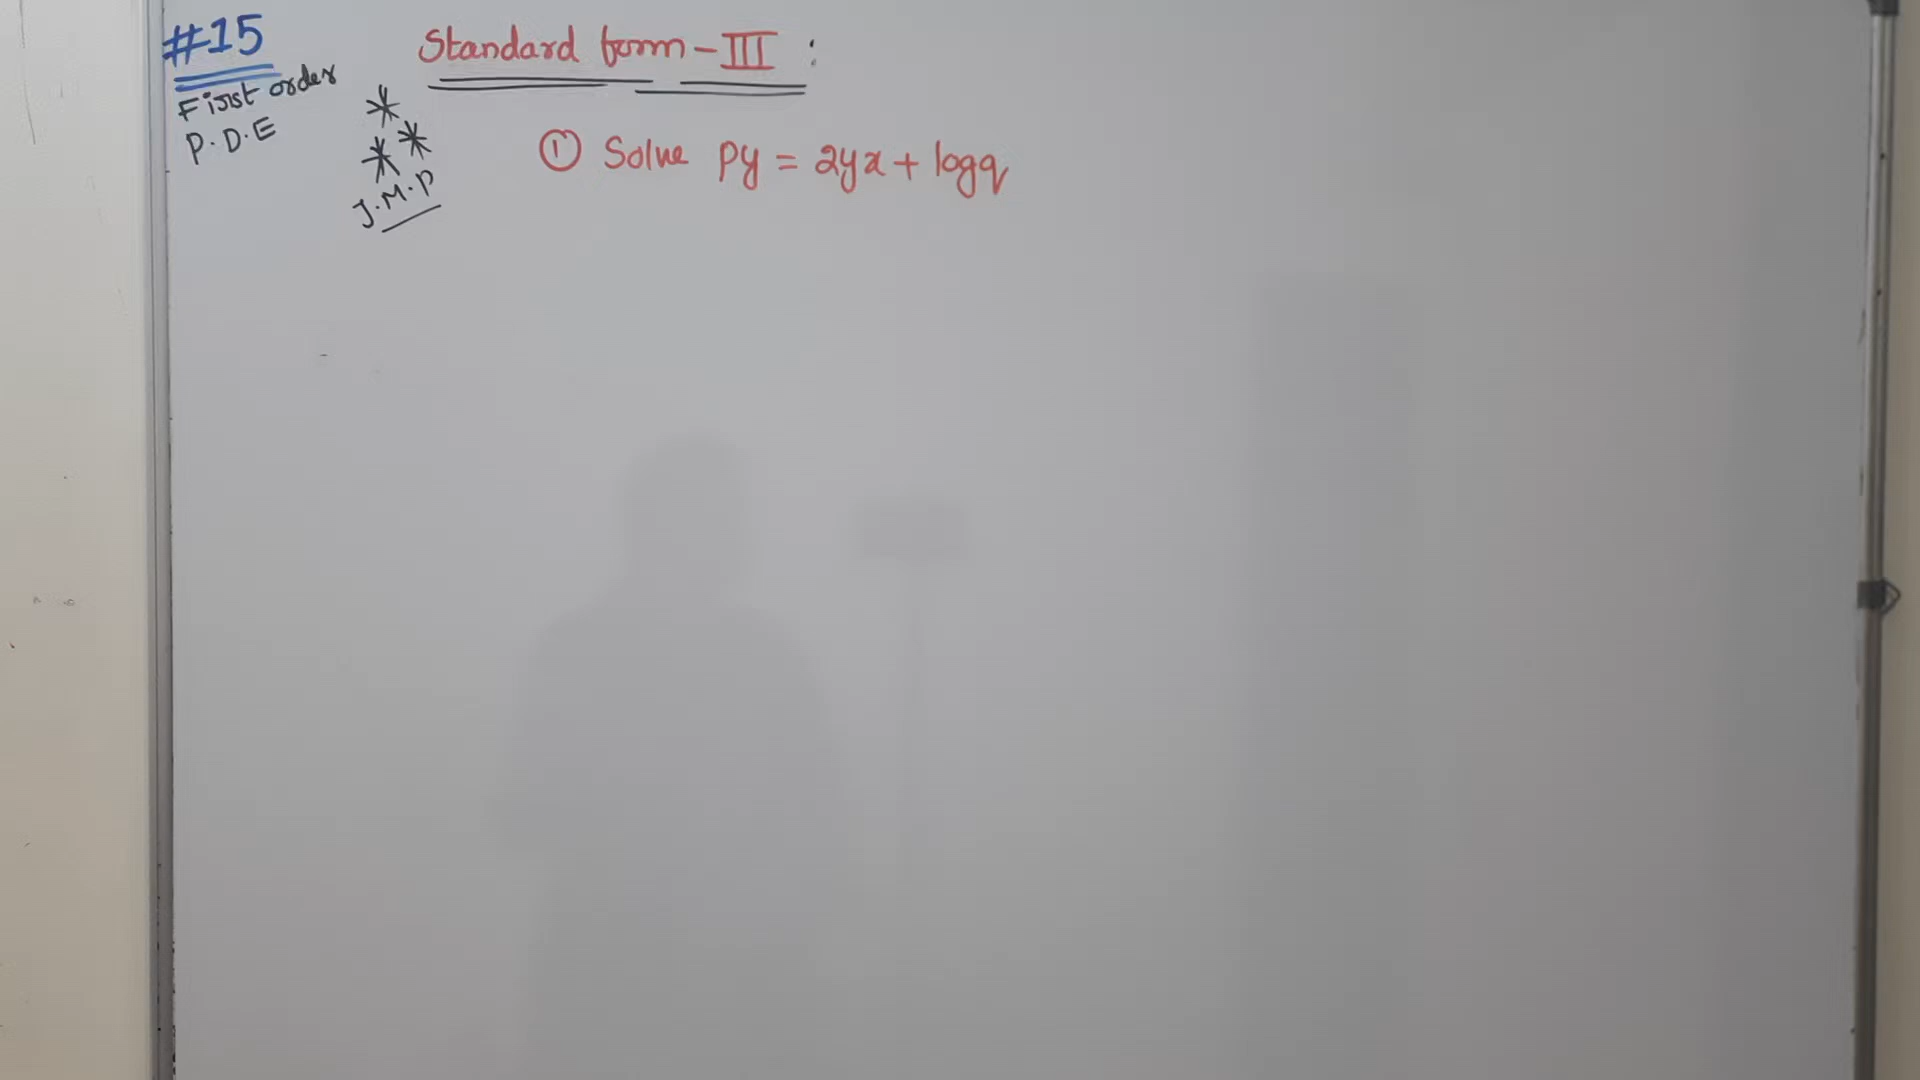 #15
First order
P.D.E
J.M.P
Standard form - III :
① Solve py = 2yx + logq